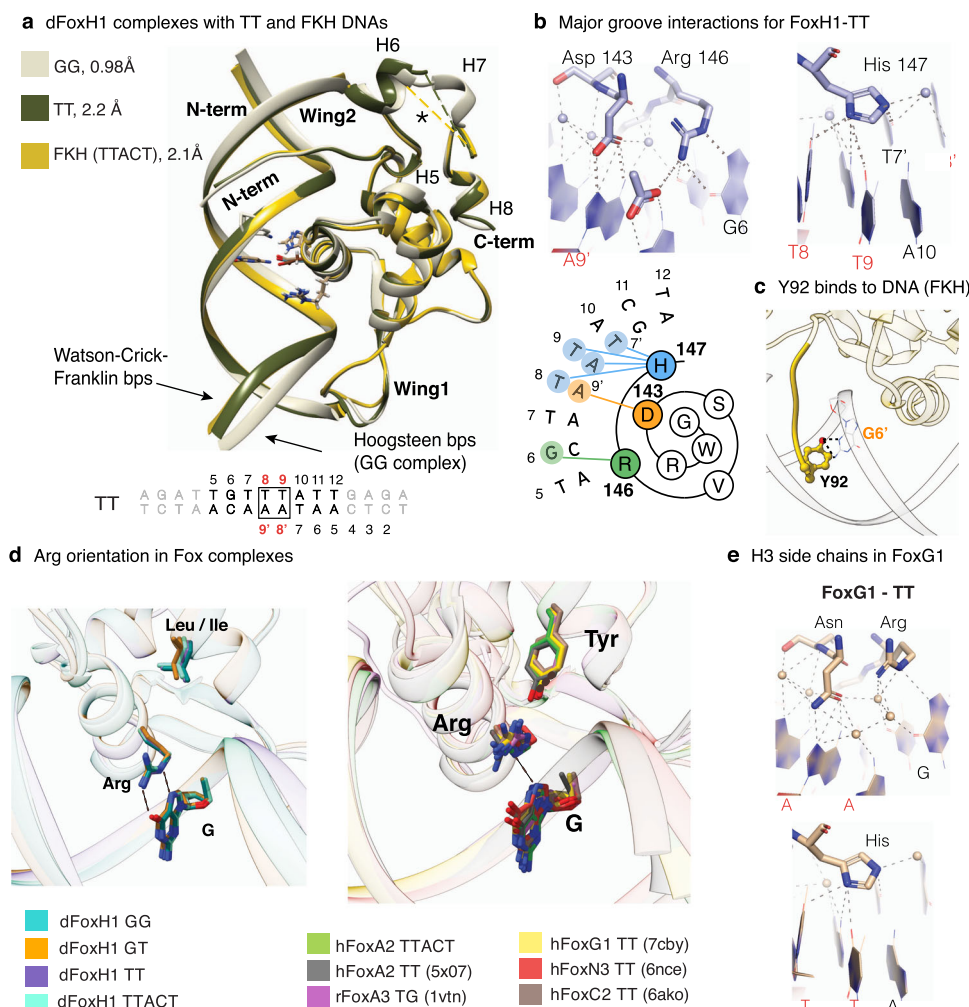 a dFoxH1 complexes with TT and FKH DNAs
GG, 0.98Å
TT, 2.2 Å
FKH (TTACT), 2.1Å
H6
H7
N-term
Wing2
*
H5
N-term
H8
C-term
Watson-Crick-
Franklin bps
Wing1
Hoogsteen bps
(GG complex)
5 6 7 8 9 10 11 12
TT
AGATTGTTTATTGAGA
CTCTAACAAATAACTCT
9' 8' 7 6 5 4 3 2
b Major groove interactions for FoxH1-TT
Asp 143
Arg 146
His 147
T7'
G6
A9'
T8
T9
A10
12
11
10
9
8
7
6
5
T
A
C
G
A
T
7'
T
A
T
A
9'
T
A
G
C
T
A
H
147
143
D
S
G
W
R
R
V
146
c Y92 binds to DNA (FKH)
G6'
Y92
d Arg orientation in Fox complexes
Leu / Ile
Arg
G
Tyr
Arg
G
dFoxH1 GG
dFoxH1 GT
dFoxH1 TT
dFoxH1 TTACT
hFoxA2 TTACT
hFoxA2 TT (5x07)
rFoxA3 TG (1vtn)
hFoxG1 TT (7cby)
hFoxN3 TT (6nce)
hFoxC2 TT (6ako)
e H3 side chains in FoxG1
FoxG1 - TT
Asn
Arg
G
A
A
His